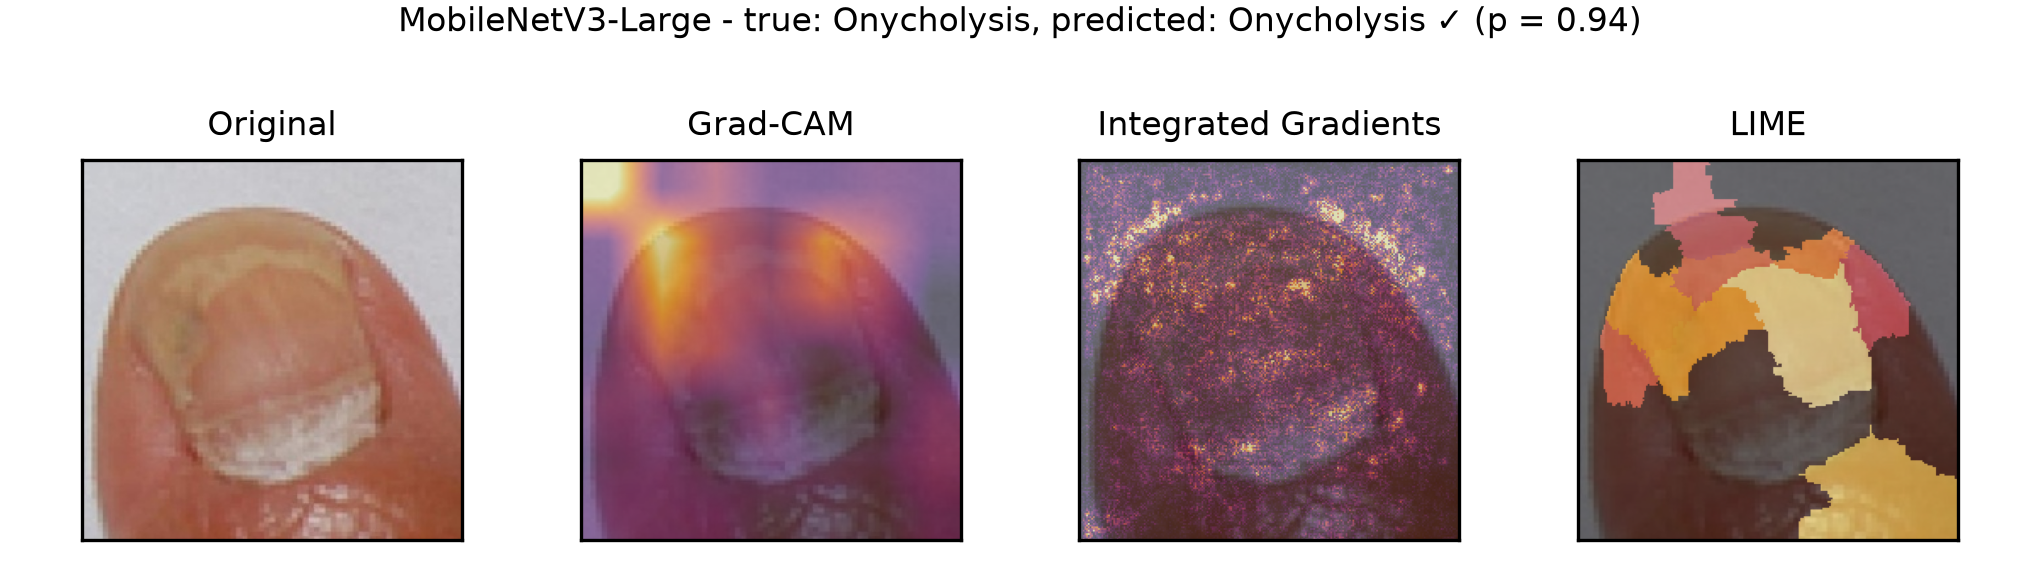 MobileNetV3-Large - true: Onycholysis, predicted: Onycholysis ✓ (p = 0.94)
Original
Grad-CAM
Integrated Gradients
LIME